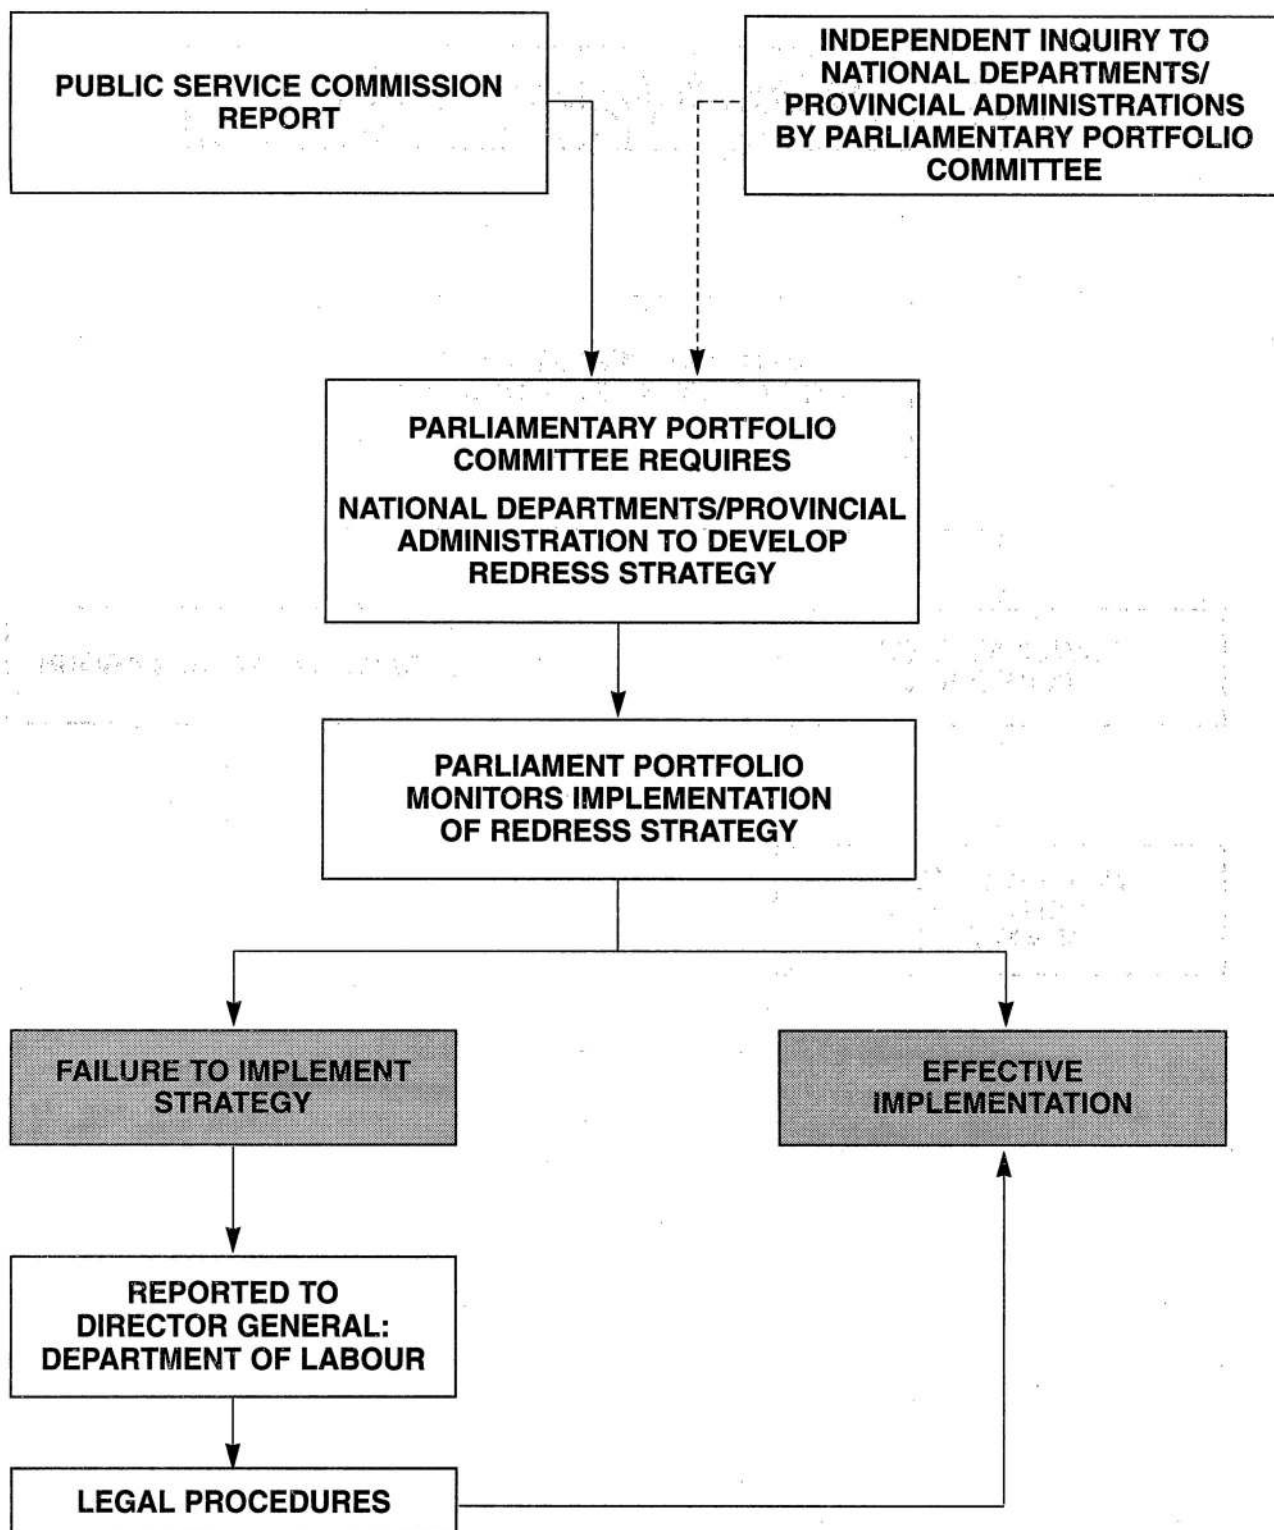 PUBLIC SERVICE COMMISSION
REPORT
INDEPENDENT INQUIRY TO
NATIONAL DEPARTMENTS/
PROVINCIAL ADMINISTRATIONS
BY PARLIAMENTARY PORTFOLIO
COMMITTEE
PARLIAMENTARY PORTFOLIO
COMMITTEE REQUIRES
NATIONAL DEPARTMENTS/PROVINCIAL
ADMINISTRATION TO DEVELOP
REDRESS STRATEGY
PARLIAMENT PORTFOLIO
MONITORS IMPLEMENTATION
OF REDRESS STRATEGY
FAILURE TO IMPLEMENT
STRATEGY
EFFECTIVE
IMPLEMENTATION
REPORTED TO
DIRECTOR GENERAL:
DEPARTMENT OF LABOUR
LEGAL PROCEDURES